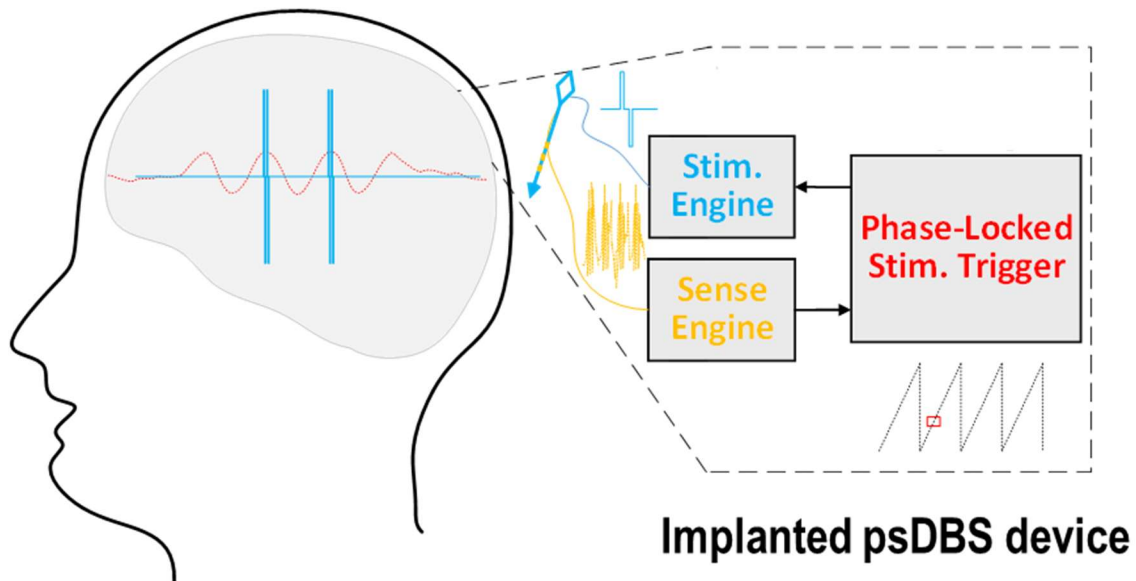 Stim.
Engine
Phase-Locked
Stim. Trigger
Sense
Engine
Implanted psDBS device